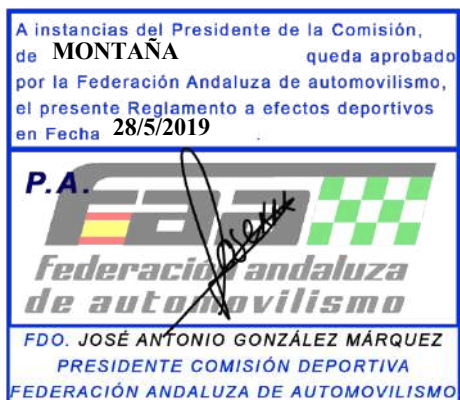 A instancias del Presidente de la Comisión,
de MONTAÑA queda aprobado
por la Federación Andaluza de automovilismo,
el presente Reglamento a efectos deportivos
en Fecha 28/5/2019 .
P.A.
faa
federación andaluza
de automovilismo
FDO. JOSÉ ANTONIO GONZÁLEZ MÁRQUEZ
PRESIDENTE COMISIÓN DEPORTIVA
FEDERACIÓN ANDALUZA DE AUTOMOVILISMO